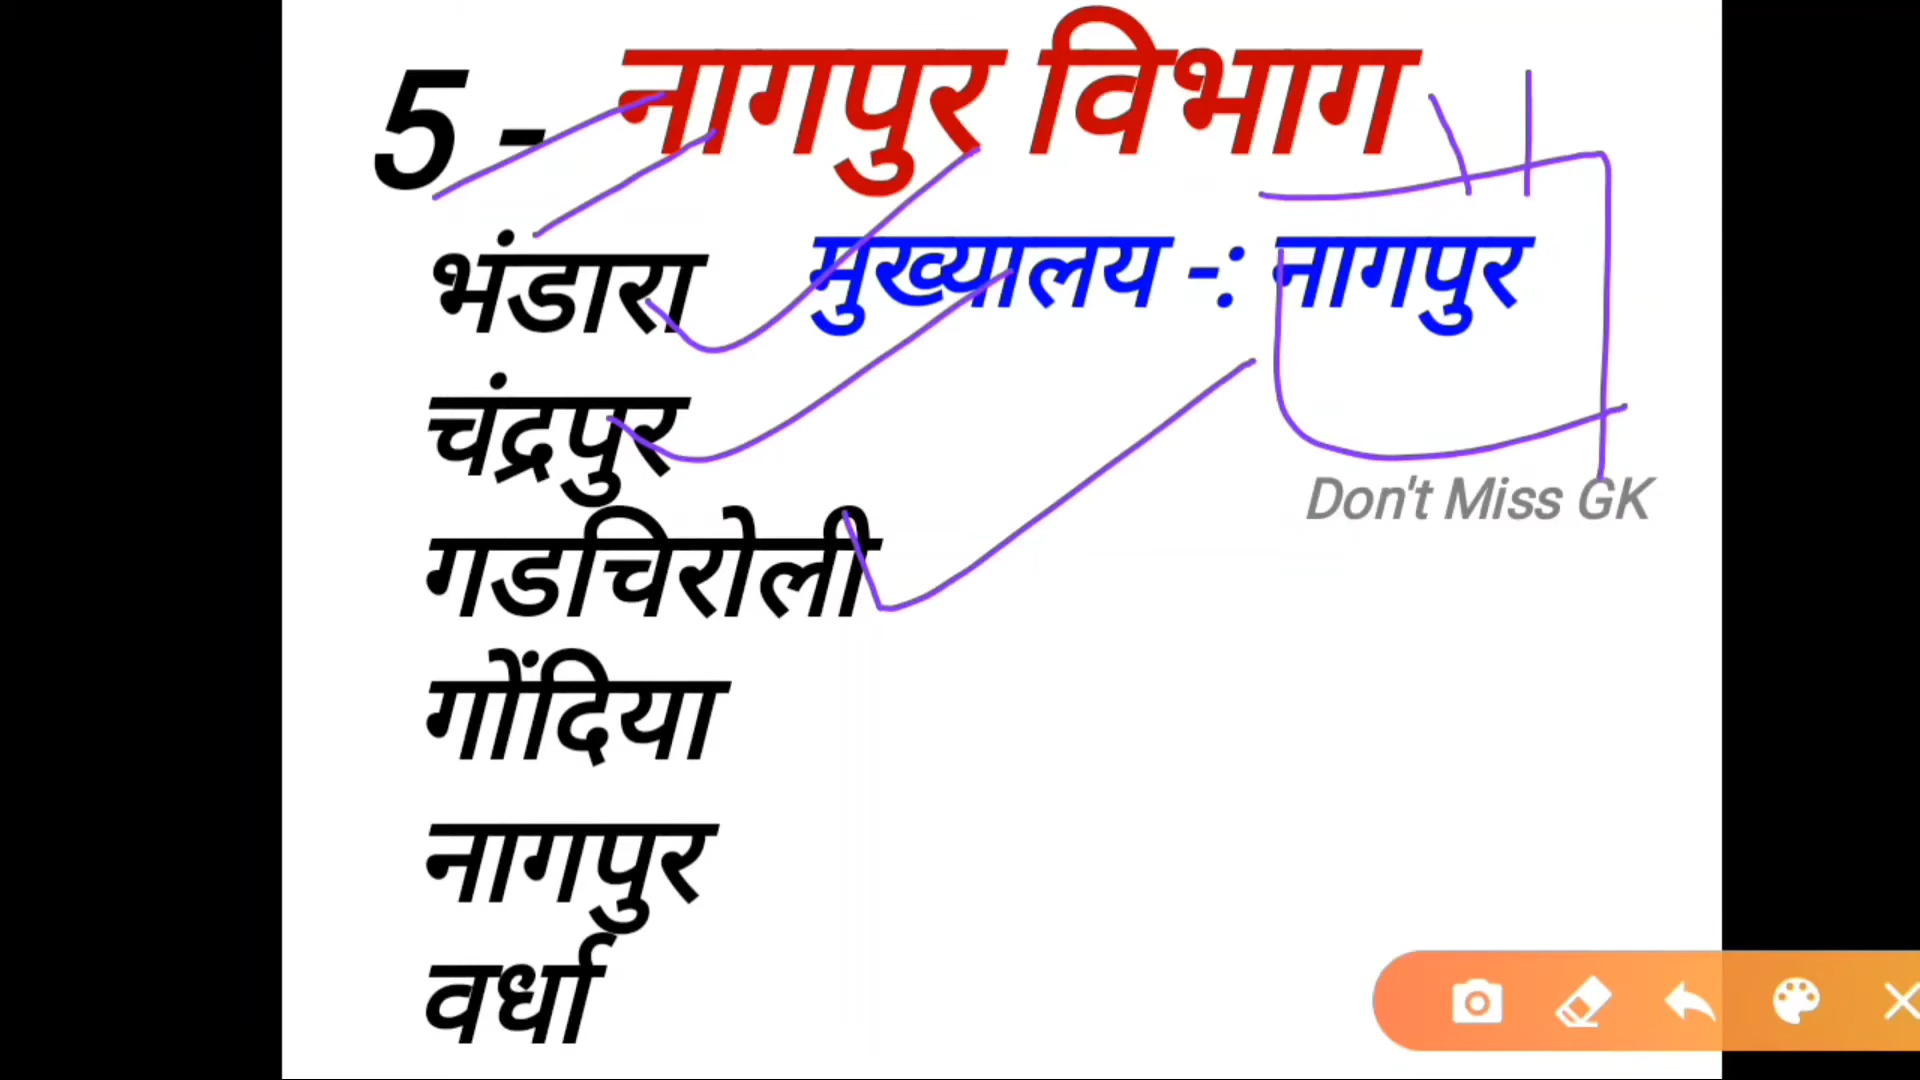 5 - नागपुर विभाग
भंडारा मुख्यालय -: नागपुर
चंद्रपुर
Don't Miss GK
गडचिरोली
गोंदिया
नागपुर
वर्धा